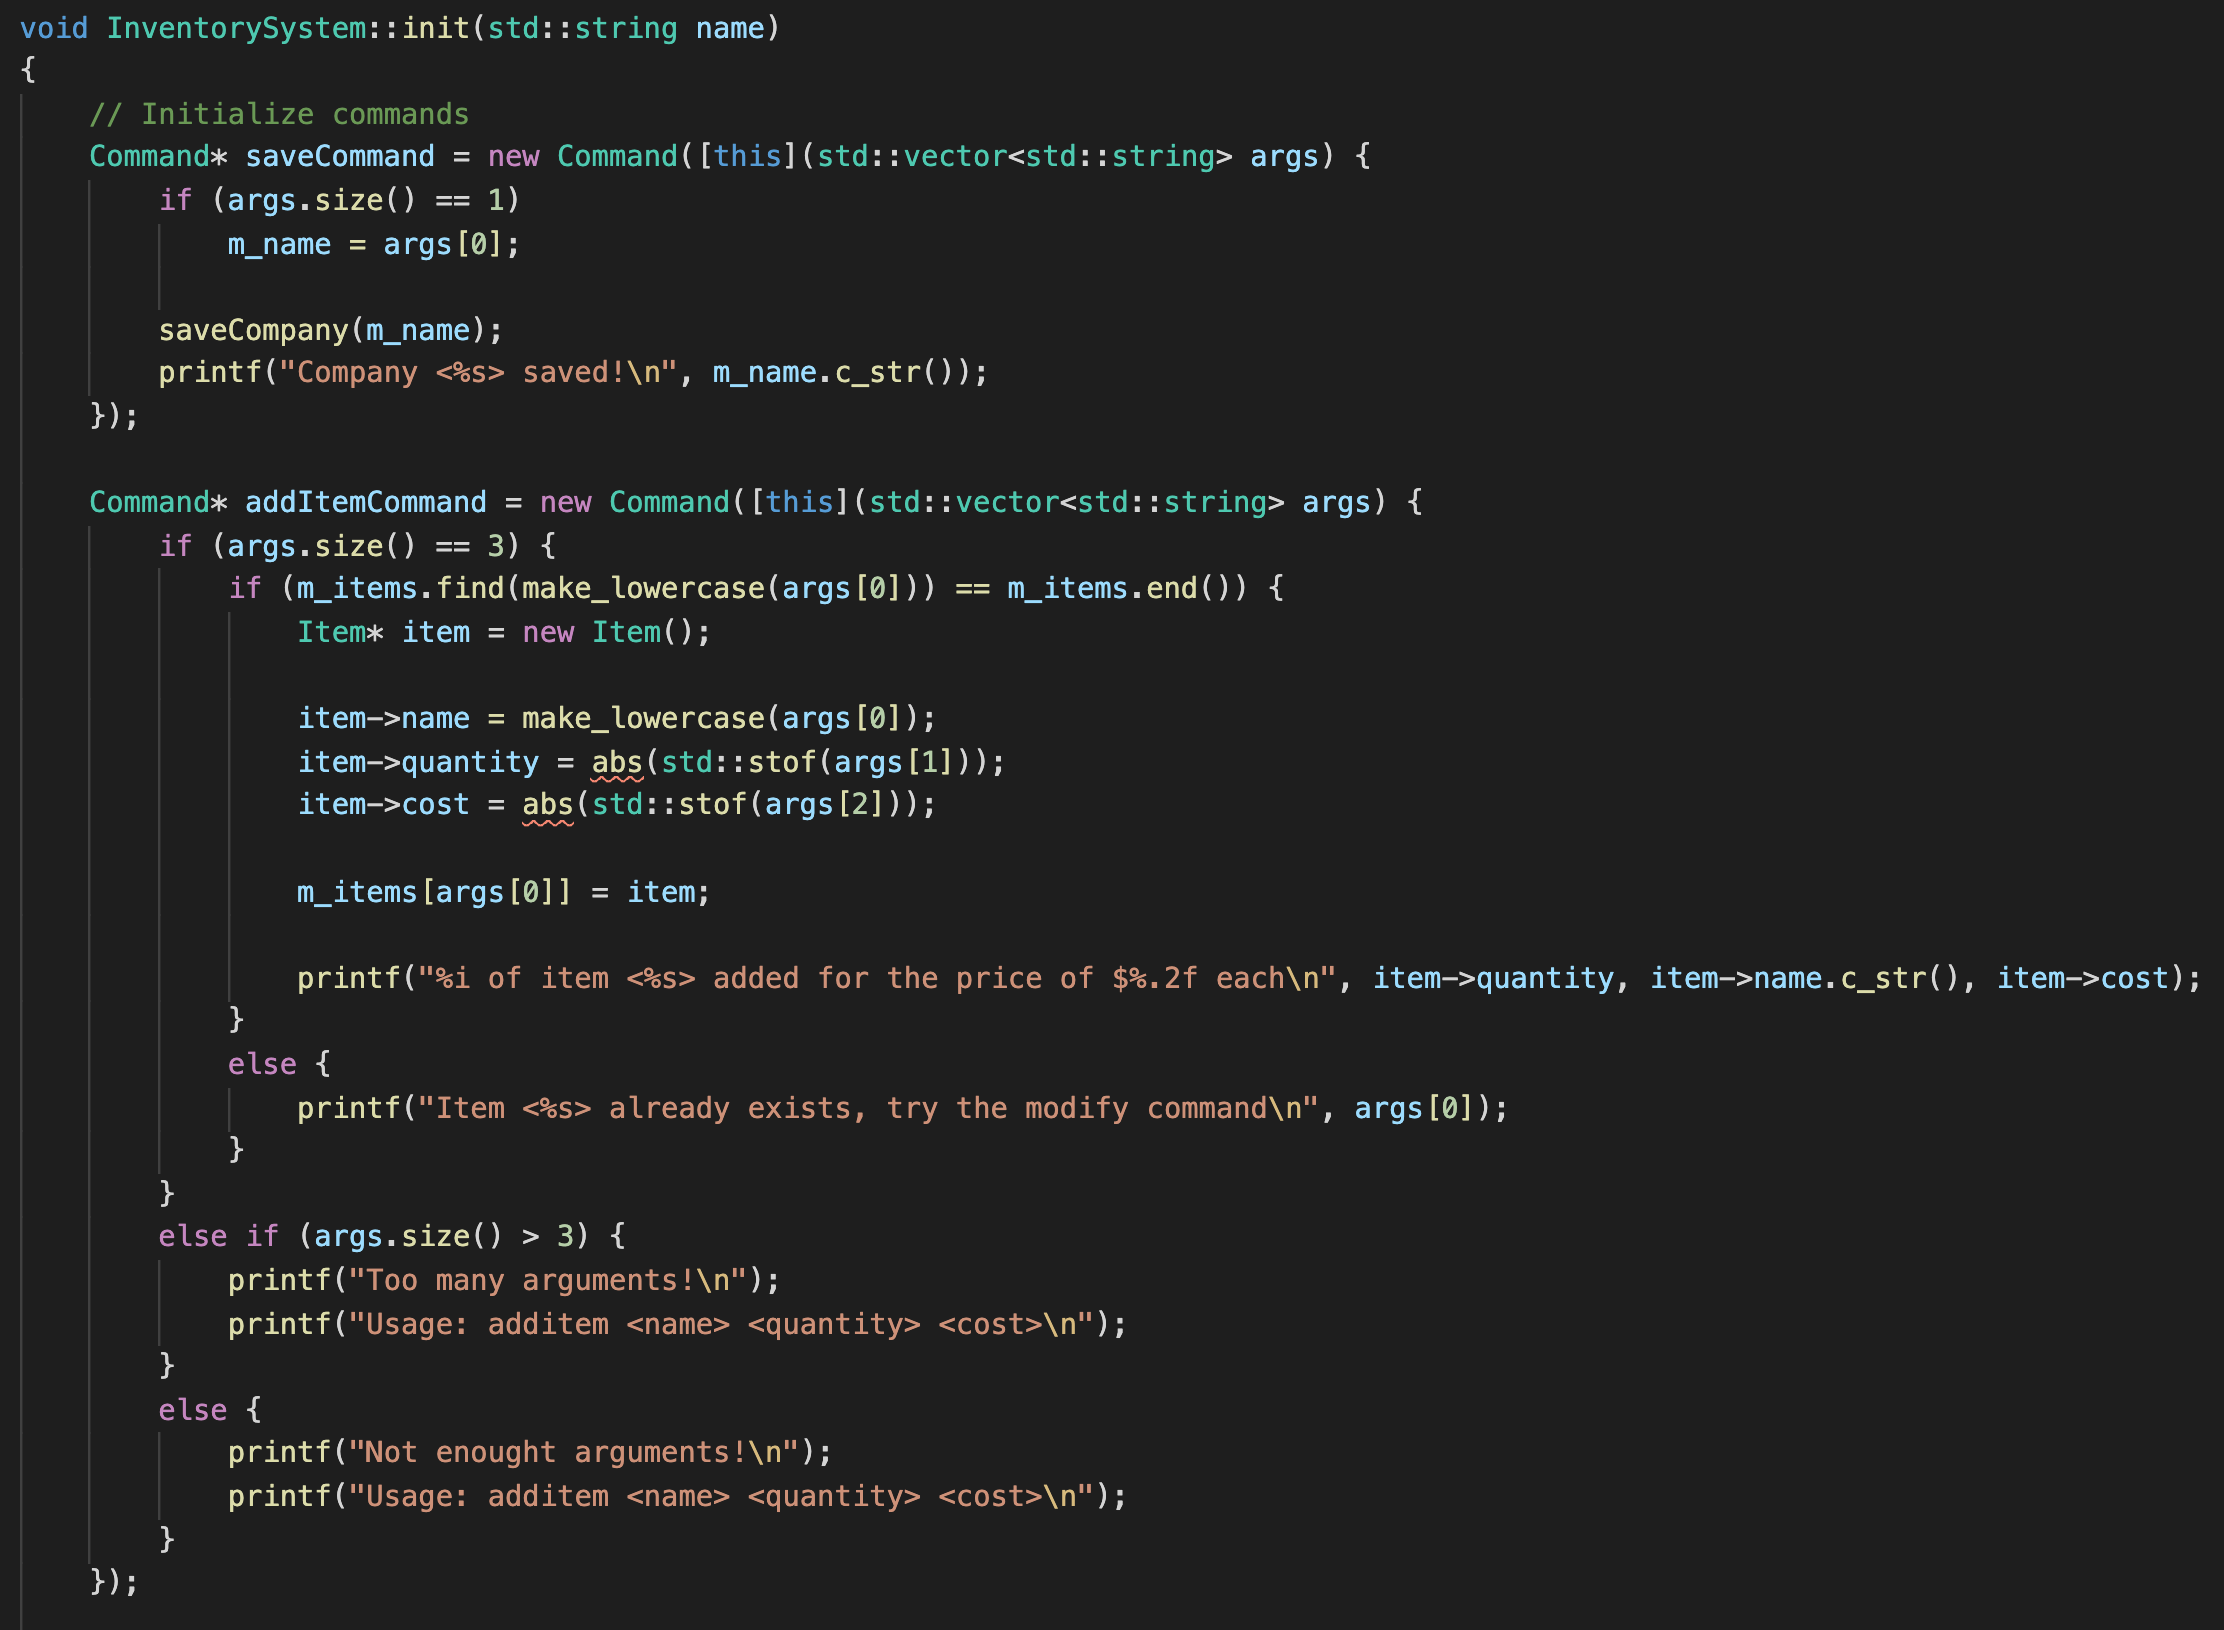 void InventorySystem::init(std::string name)
{
    // Initialize commands
    Command* saveCommand = new Command([this](std::vector<std::string> args) {
        if (args.size() == 1)
            m_name = args[0];

        saveCompany(m_name);
        printf("Company <%s> saved!\n", m_name.c_str());
    });

    Command* addItemCommand = new Command([this](std::vector<std::string> args) {
        if (args.size() == 3) {
            if (m_items.find(make_lowercase(args[0])) == m_items.end()) {
                Item* item = new Item();

                item->name = make_lowercase(args[0]);
                item->quantity = abs(std::stof(args[1]));
                item->cost = abs(std::stof(args[2]));

                m_items[args[0]] = item;

                printf("%i of item <%s> added for the price of $%.2f each\n", item->quantity, item->name.c_str(), item->cost);
            }
            else {
                printf("Item <%s> already exists, try the modify command\n", args[0]);
            }
        }
        else if (args.size() > 3) {
            printf("Too many arguments!\n");
            printf("Usage: additem <name> <quantity> <cost>\n");
        }
        else {
            printf("Not enought arguments!\n");
            printf("Usage: additem <name> <quantity> <cost>\n");
        }
    });